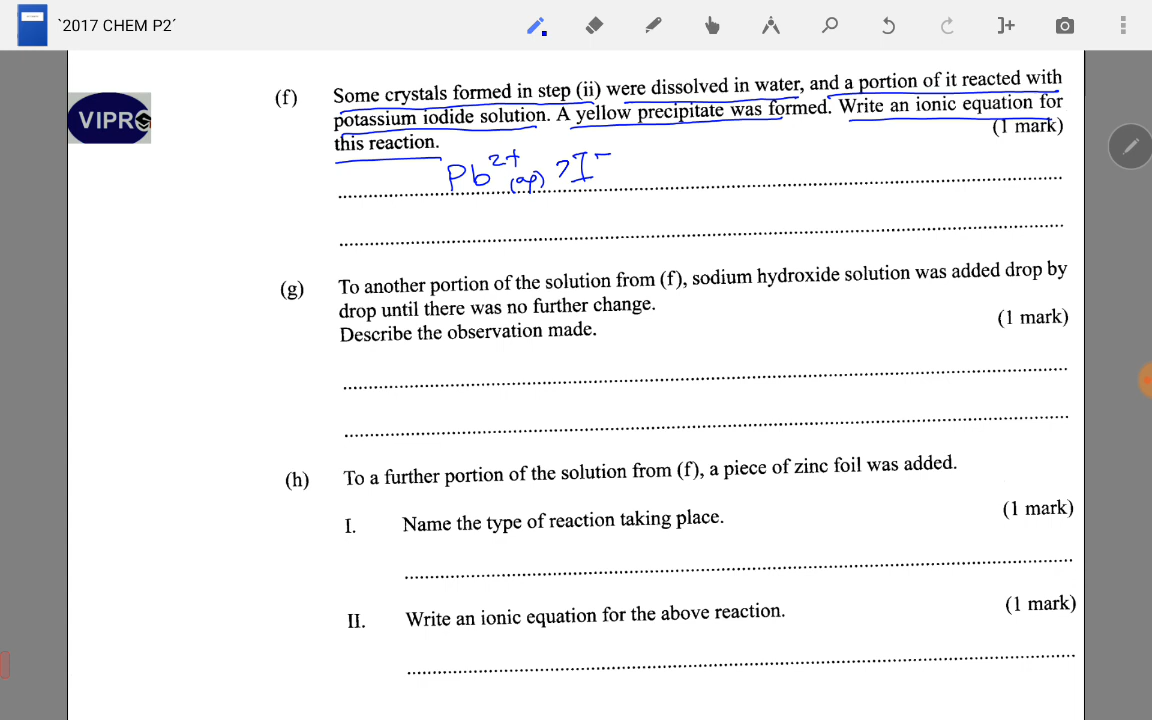 `2017 CHEM P2´
VIPRO
(f) Some crystals formed in step (ii) were dissolved in water, and a portion of it reacted with
potassium iodide solution. A yellow precipitate was formed. Write an ionic equation for
this reaction. (1 mark)
Pb²⁺(aq) 2I⁻
(g) To another portion of the solution from (f), sodium hydroxide solution was added drop by
drop until there was no further change.
Describe the observation made. (1 mark)
(h) To a further portion of the solution from (f), a piece of zinc foil was added.
I. Name the type of reaction taking place. (1 mark)
II. Write an ionic equation for the above reaction. (1 mark)